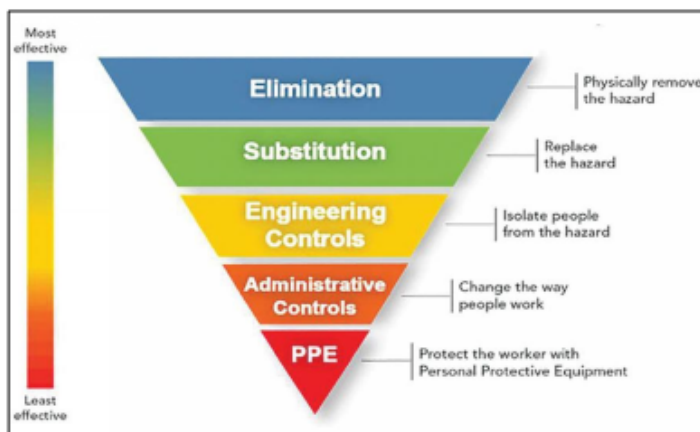 Most
effective
Elimination
Physically remove
the hazard
Substitution
Replace
the hazard
Engineering
Controls
Isolate people
from the hazard
Administrative
Controls
Change the way
people work
PPE
Protect the worker with
Personal Protective Equipment
Least
effective